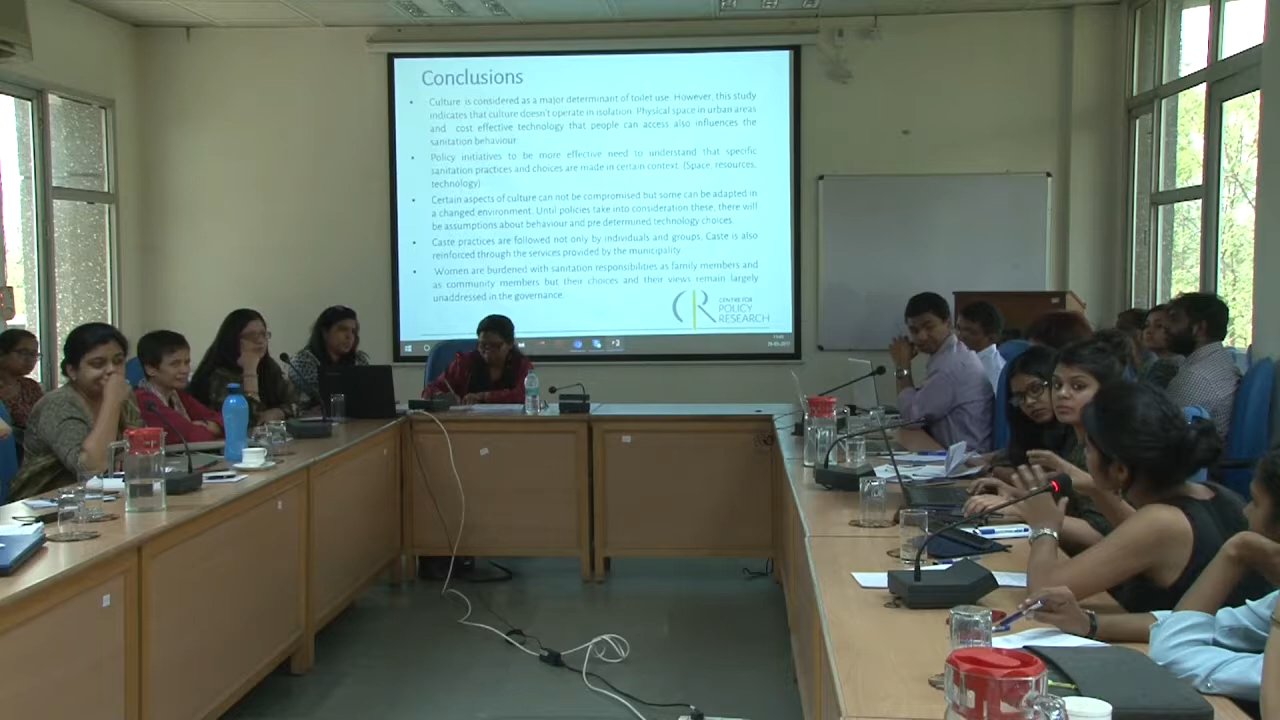 Conclusions
• Culture is considered as a major determinant of toilet use. However, this study
indicates that culture doesn't operate in isolation. Physical space in urban areas
and cost effective technology that people can access also influences the
sanitation behaviour.
• Policy initiatives to be more effective need to understand that specific
sanitation practices and choices are made in certain context. (Space, resources,
technology)
• Certain aspects of culture can not be compromised but some can be adapted in
a changed environment. Until policies take into consideration these, there will
be assumptions about behaviour and pre determined technology choices.
• Caste practices are followed not only by individuals and groups, Caste is also
reinforced through the services provided by the municipality
• Women are burdened with sanitation responsibilities as family members and
as community members but their choices and their views remain largely
unaddressed in the governance.
CENTRE FOR
POLICY
RESEARCH